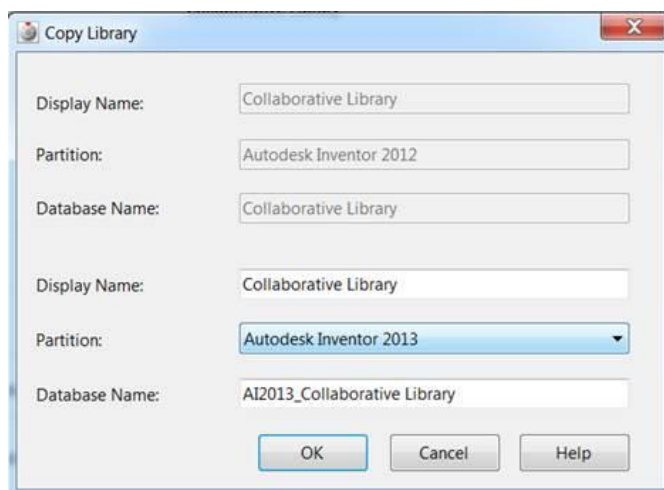 Copy Library
Display Name: Collaborative Library
Partition: Autodesk Inventor 2012
Database Name: Collaborative Library
Display Name: Collaborative Library
Partition: Autodesk Inventor 2013
Database Name: AI2013_Collaborative Library
OK Cancel Help